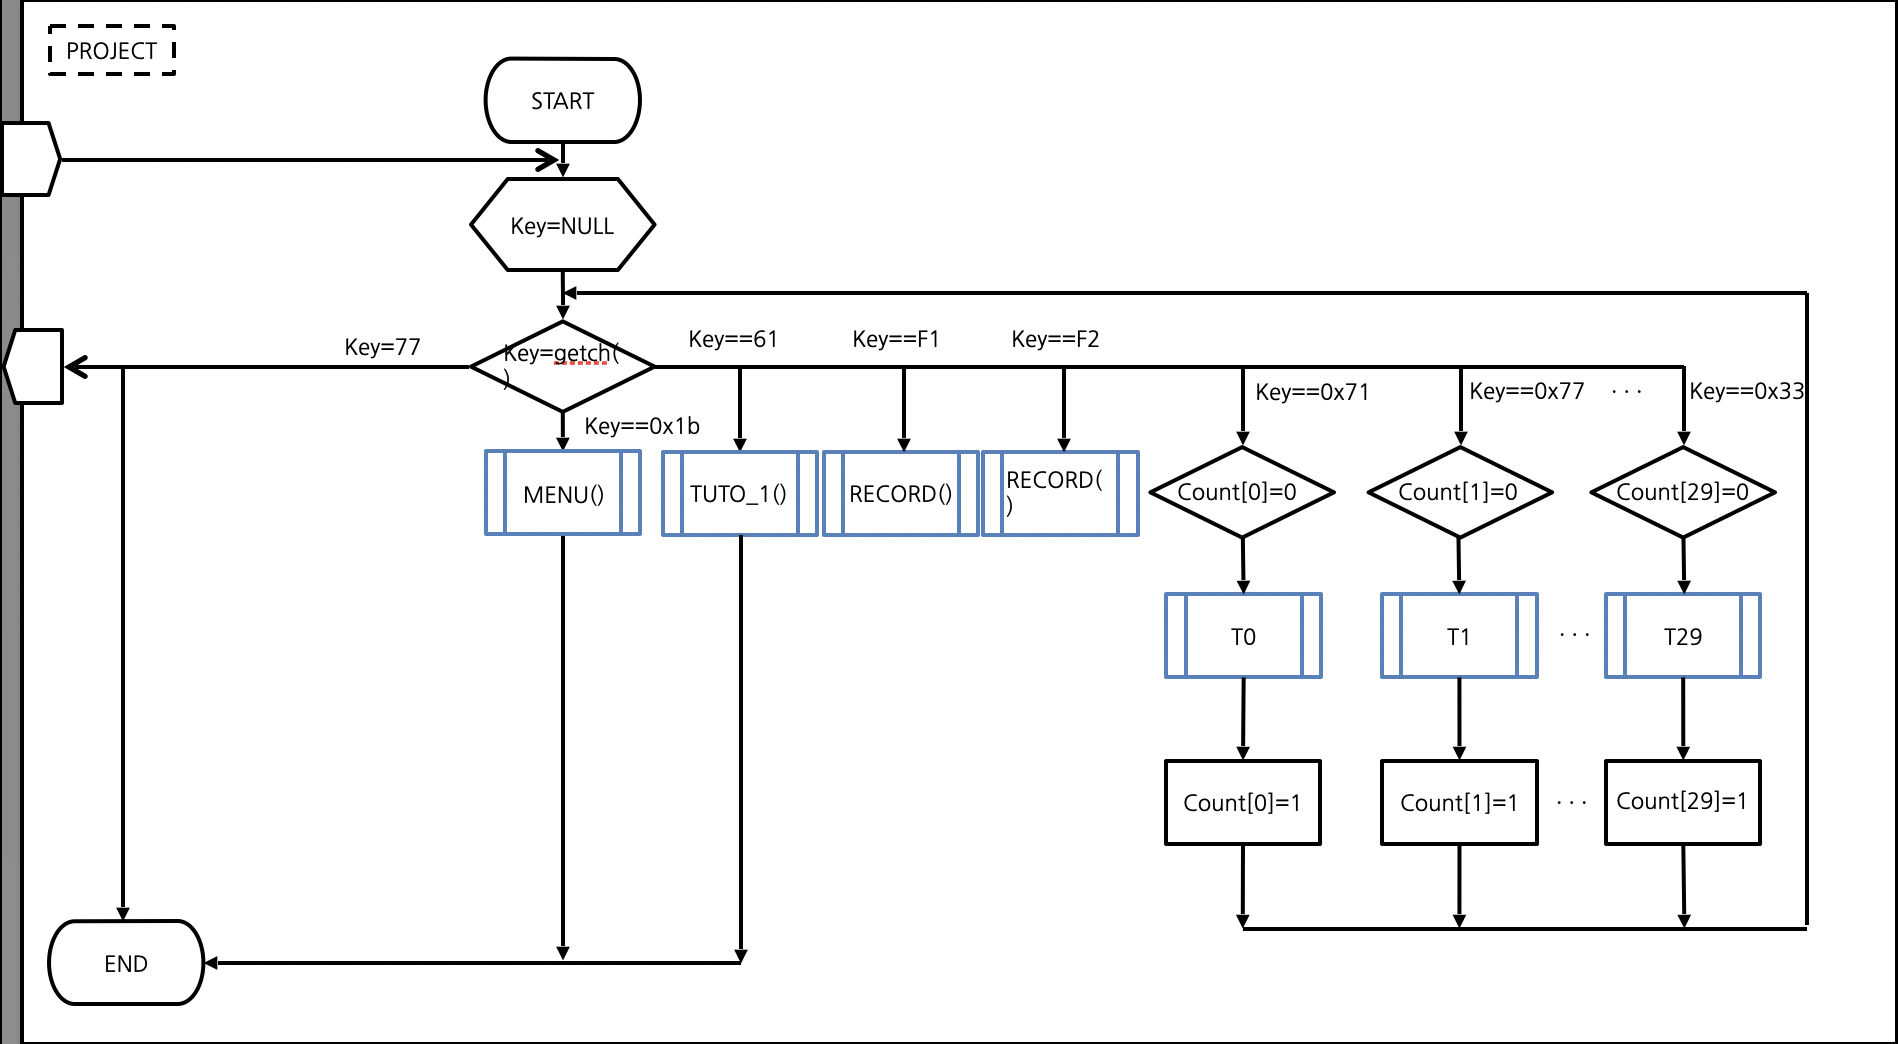 PROJECT
START
Key=NULL
Key=77
Key=getch(
)
Key==61
Key==F1
Key==F2
Key==0x71
Key==0x77
. . .
Key==0x33
Key==0x1b
MENU()
TUTO_1()
RECORD()
RECORD(
)
Count[0]=0
Count[1]=0
Count[29]=0
T0
T1
. . .
T29
Count[0]=1
Count[1]=1
. . .
Count[29]=1
END